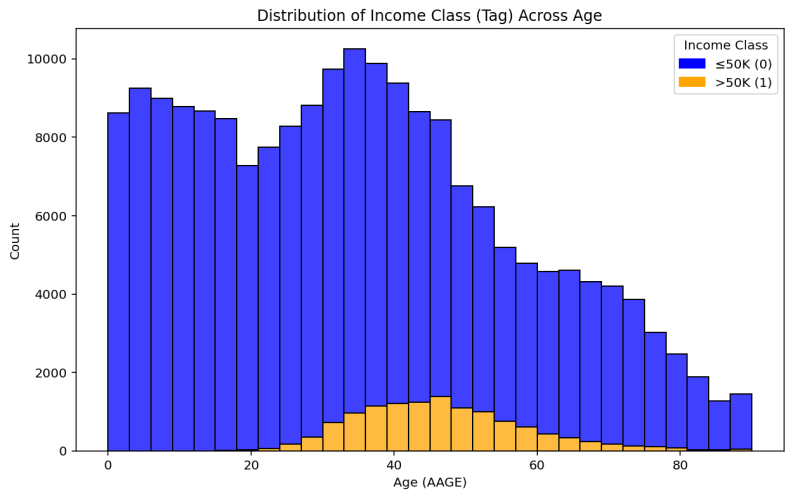 Distribution of Income Class (Tag) Across Age
Income Class
≤50K (0)
>50K (1)
10000
8000
6000
4000
2000
0
Count
0 20 40 60 80
Age (AAGE)